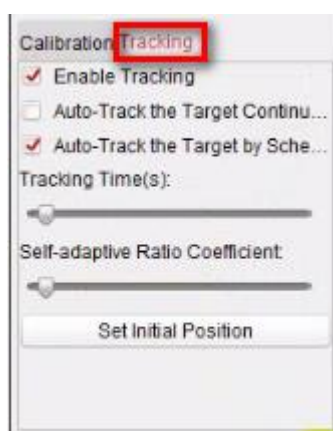 Calibration Tracking
Enable Tracking
Auto-Track the Target Continu...
Auto-Track the Target by Sche...
Tracking Time(s):
Self-adaptive Ratio Coefficient:
Set Initial Position